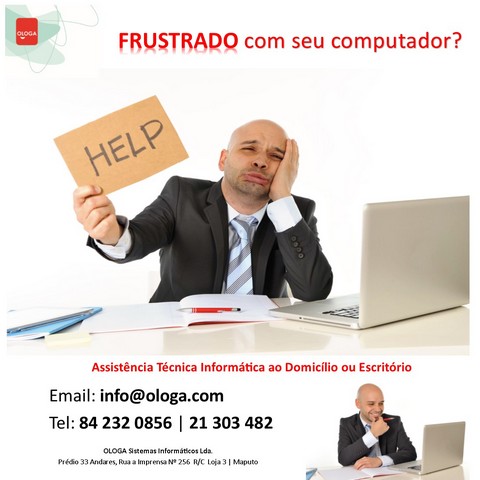 OLOGA
FRUSTRADO com seu computador?
HELP
Assistência Técnica Informática ao Domicílio ou Escritório
Email: info@ologa.com
Tel: 84 232 0856 | 21 303 482
OLOGA Sistemas Informáticos Lda.
Prédio 33 Andares, Rua a Imprensa Nº 256 R/C Loja 3 | Maputo